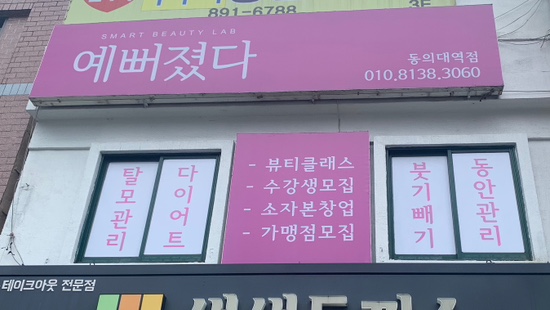 891-6788
3F
SMART BEAUTY LAB
예뻐졌다
동의대역점
010.8138.3060
탈모관리
다이어트
- 뷰티클래스
- 수강생모집
- 소자본창업
- 가맹점모집
붓기빼기
동안관리
테이크아웃 전문점